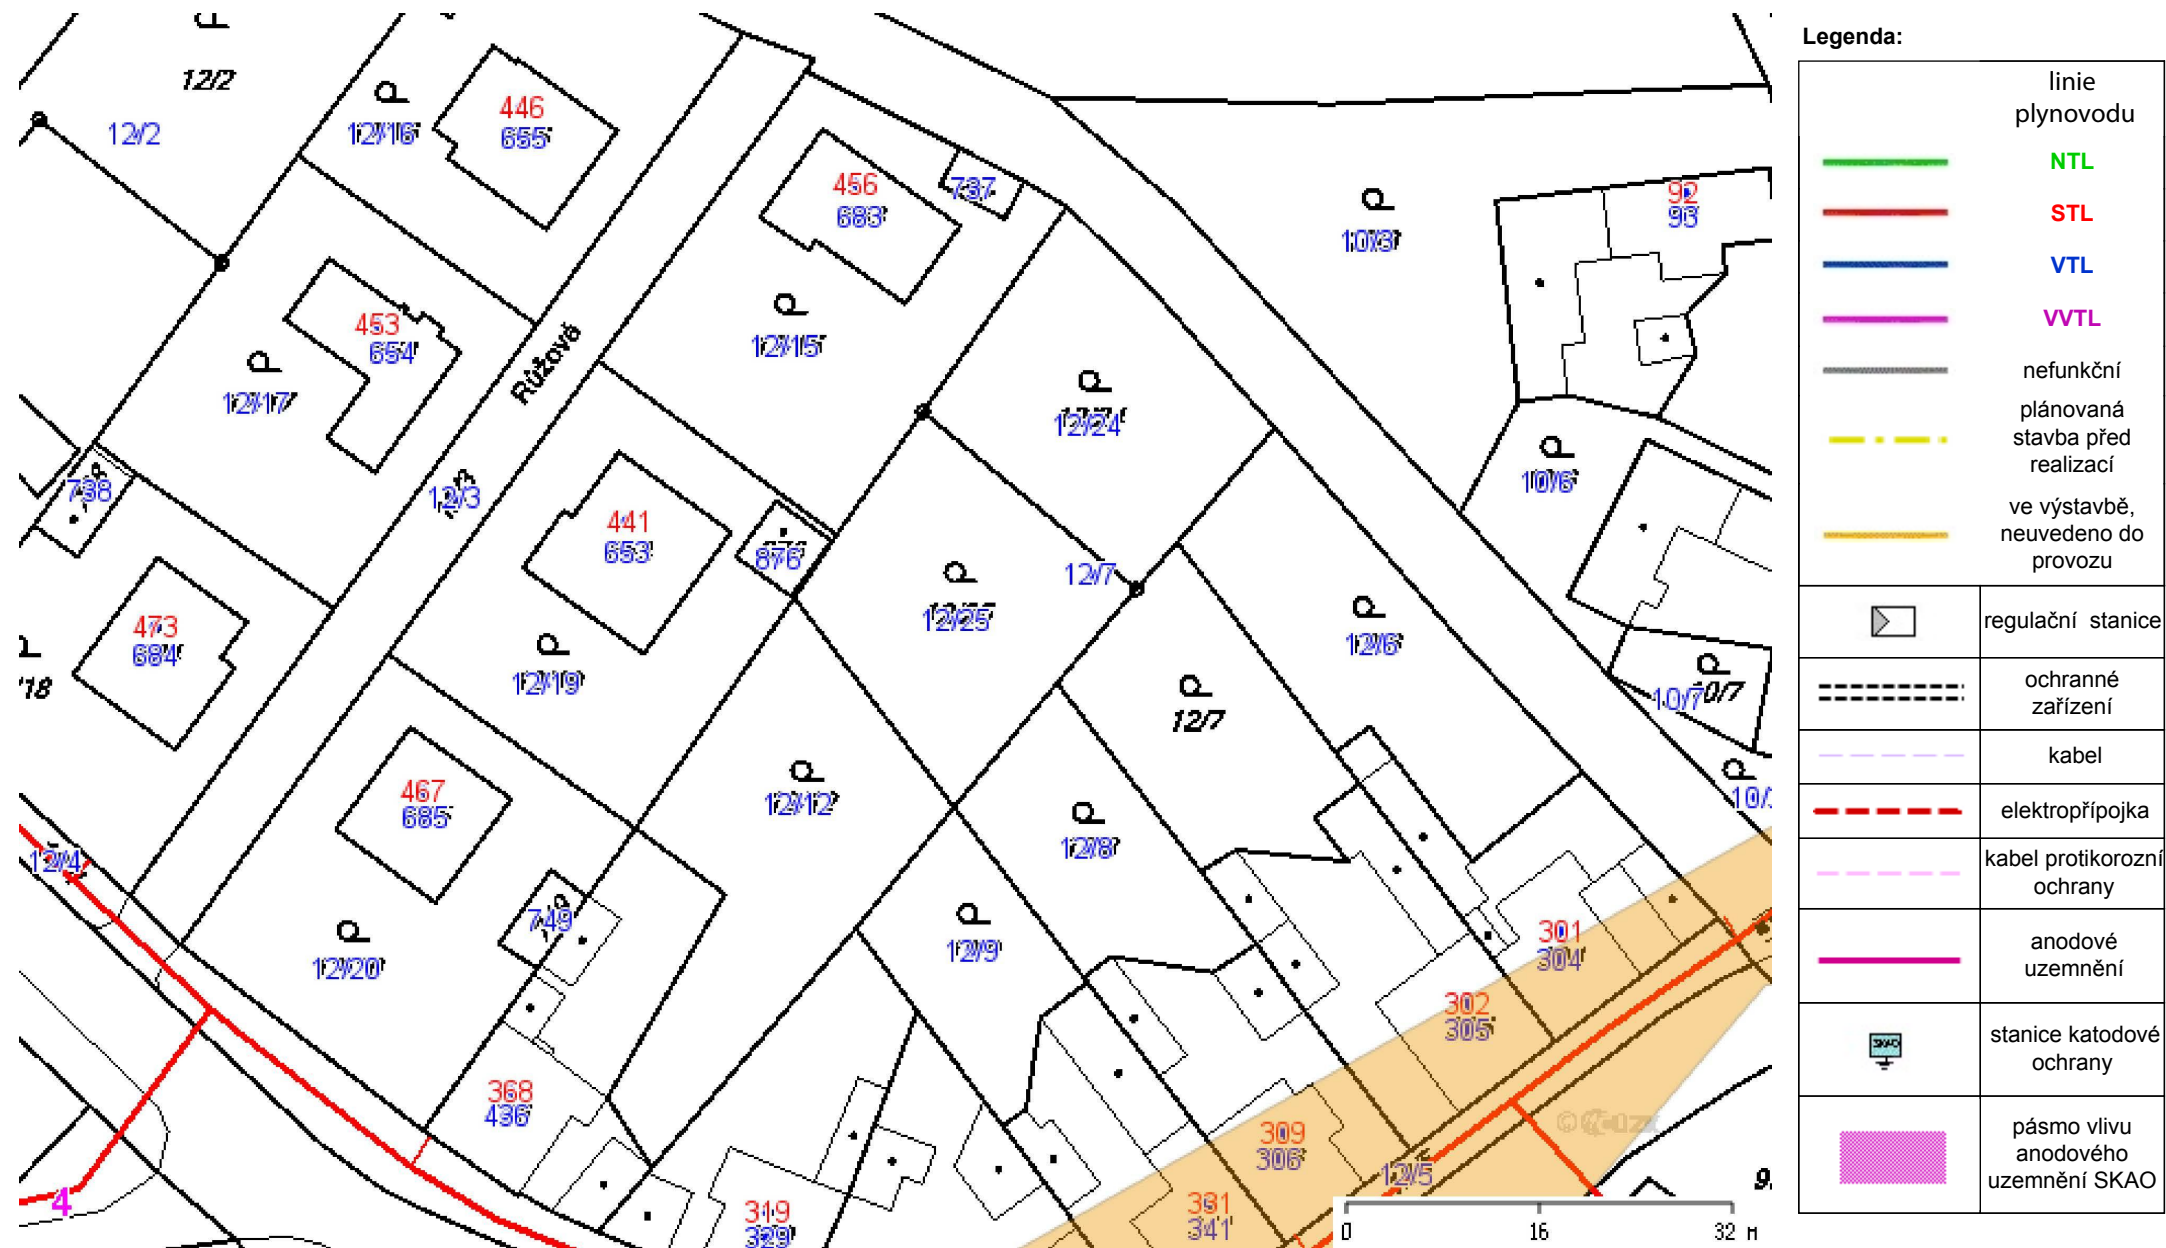 12/2
12/2
12/16
446
655
456
683
737
10/3
92
93
453
654
12/17
12/15
Růžová
12/24
738
12/3
441
653
876
10/6
12/7
12/25
12/6
473
684
'18
12/19
12/7
10/7
10/7
467
685
12/12
10/
12/8
12/4
749
12/20
12/9
301
304
302
305
368
436
309
306
12/5
4
331
341
319
329
9
0
16
32 M
Legenda:
linie
plynovodu
NTL
STL
VTL
VVTL
nefunkční
plánovaná
stavba před
realizací
ve výstavbě,
neuvedeno do
provozu
regulační stanice
ochranné
zařízení
kabel
elektropřípojka
kabel protikorozní
ochrany
anodové
uzemnění
SKAO
stanice katodové
ochrany
pásmo vlivu
anodového
uzemnění SKAO